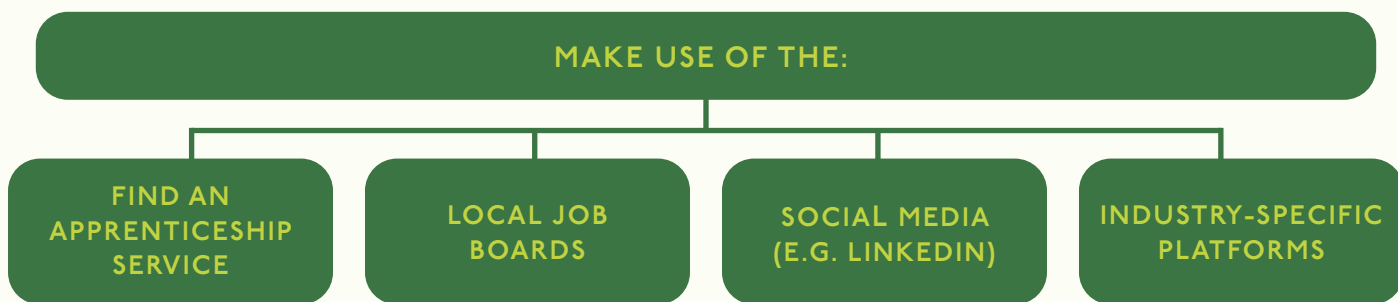 MAKE USE OF THE:
FIND AN
APPRENTICESHIP
SERVICE
LOCAL JOB
BOARDS
SOCIAL MEDIA
(E.G. LINKEDIN)
INDUSTRY-SPECIFIC
PLATFORMS